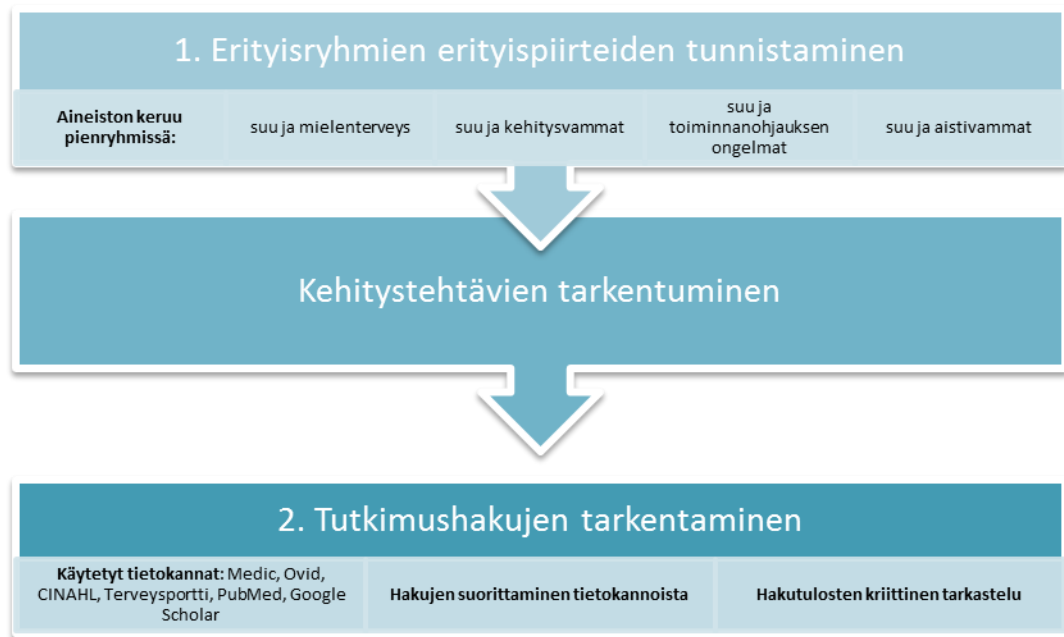 1. Erityisryhmien erityispiirteiden tunnistaminen
Aineiston keruu
pienryhmissä:
suu ja mielenterveys
suu ja kehitysvammat
suu ja
toiminnanohjauksen
ongelmat
suu ja aistivammat
Kehitystehtävien tarkentuminen
2. Tutkimushakujen tarkentaminen
Käytetyt tietokannat: Medic, Ovid,
CINAHL, Terveysportti, PubMed, Google
Scholar
Hakujen suorittaminen tietokannoista
Hakutulosten kriittinen tarkastelu